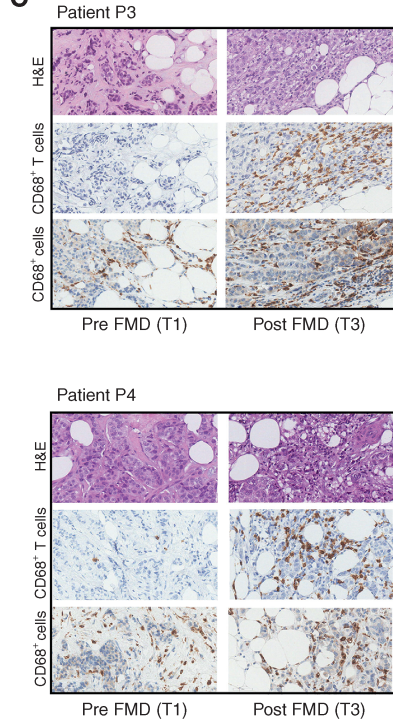 Patient P3
H&E
CD68+ T cells
CD68+ cells
Pre FMD (T1)
Post FMD (T3)
Patient P4
H&E
CD68+ T cells
CD68+ cells
Pre FMD (T1)
Post FMD (T3)